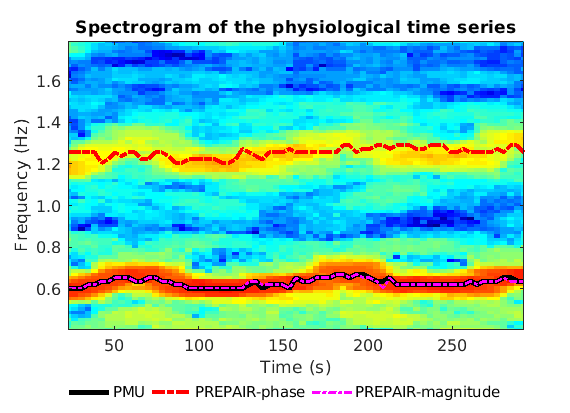 Spectrogram of the physiological time series
1.6
1.4
1.2
1.0
0.8
0.6
Frequency (Hz)
50 100 150 200 250
Time (s)
PMU PREPAIR-phase PREPAIR-magnitude